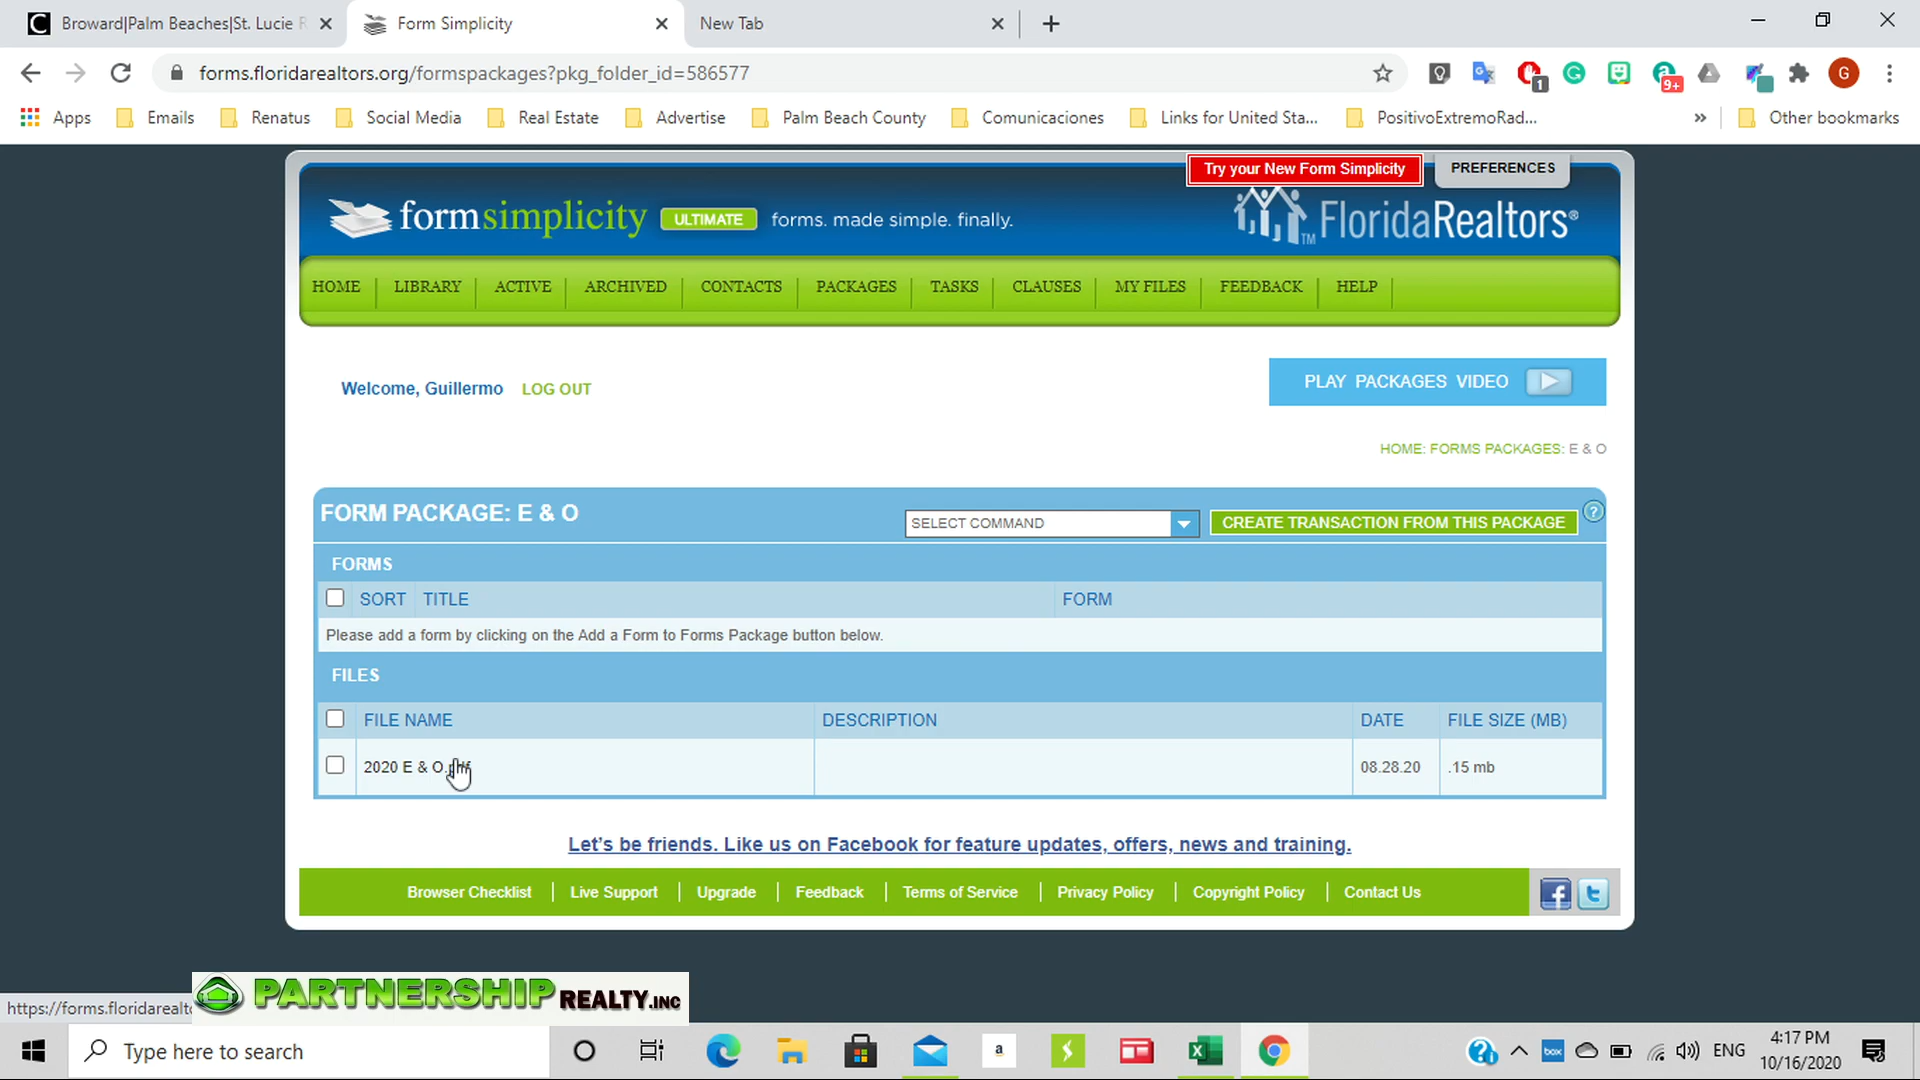 Broward|Palm Beaches|St. Lucie R
Form Simplicity
New Tab
forms.floridarealtors.org/formspackages?pkg_folder_id=586577
1
9+
G
Apps
Emails
Renatus
Social Media
Real Estate
Advertise
Palm Beach County
Comunicaciones
Links for United Sta...
PositivoExtremoRad...
»
Other bookmarks
Try your New Form Simplicity
PREFERENCES
formsimplicity
ULTIMATE
forms. made simple. finally.
TM FloridaRealtors®
HOME
LIBRARY
ACTIVE
ARCHIVED
CONTACTS
PACKAGES
TASKS
CLAUSES
MY FILES
FEEDBACK
HELP
Welcome, Guillermo
LOG OUT
PLAY PACKAGES VIDEO
HOME: FORMS PACKAGES: E & O
FORM PACKAGE: E & O
SELECT COMMAND
CREATE TRANSACTION FROM THIS PACKAGE
?
FORMS
SORT
TITLE
FORM
Please add a form by clicking on the Add a Form to Forms Package button below.
FILES
FILE NAME
DESCRIPTION
DATE
FILE SIZE (MB)
2020 E & O.pdf
08.28.20
.15 mb
Let's be friends. Like us on Facebook for feature updates, offers, news and training.
Browser Checklist
Live Support
Upgrade
Feedback
Terms of Service
Privacy Policy
Copyright Policy
Contact Us
PARTNERSHIP REALTY.INC
https://forms.floridarealto
Type here to search
a
box
ENG
4:17 PM
10/16/2020